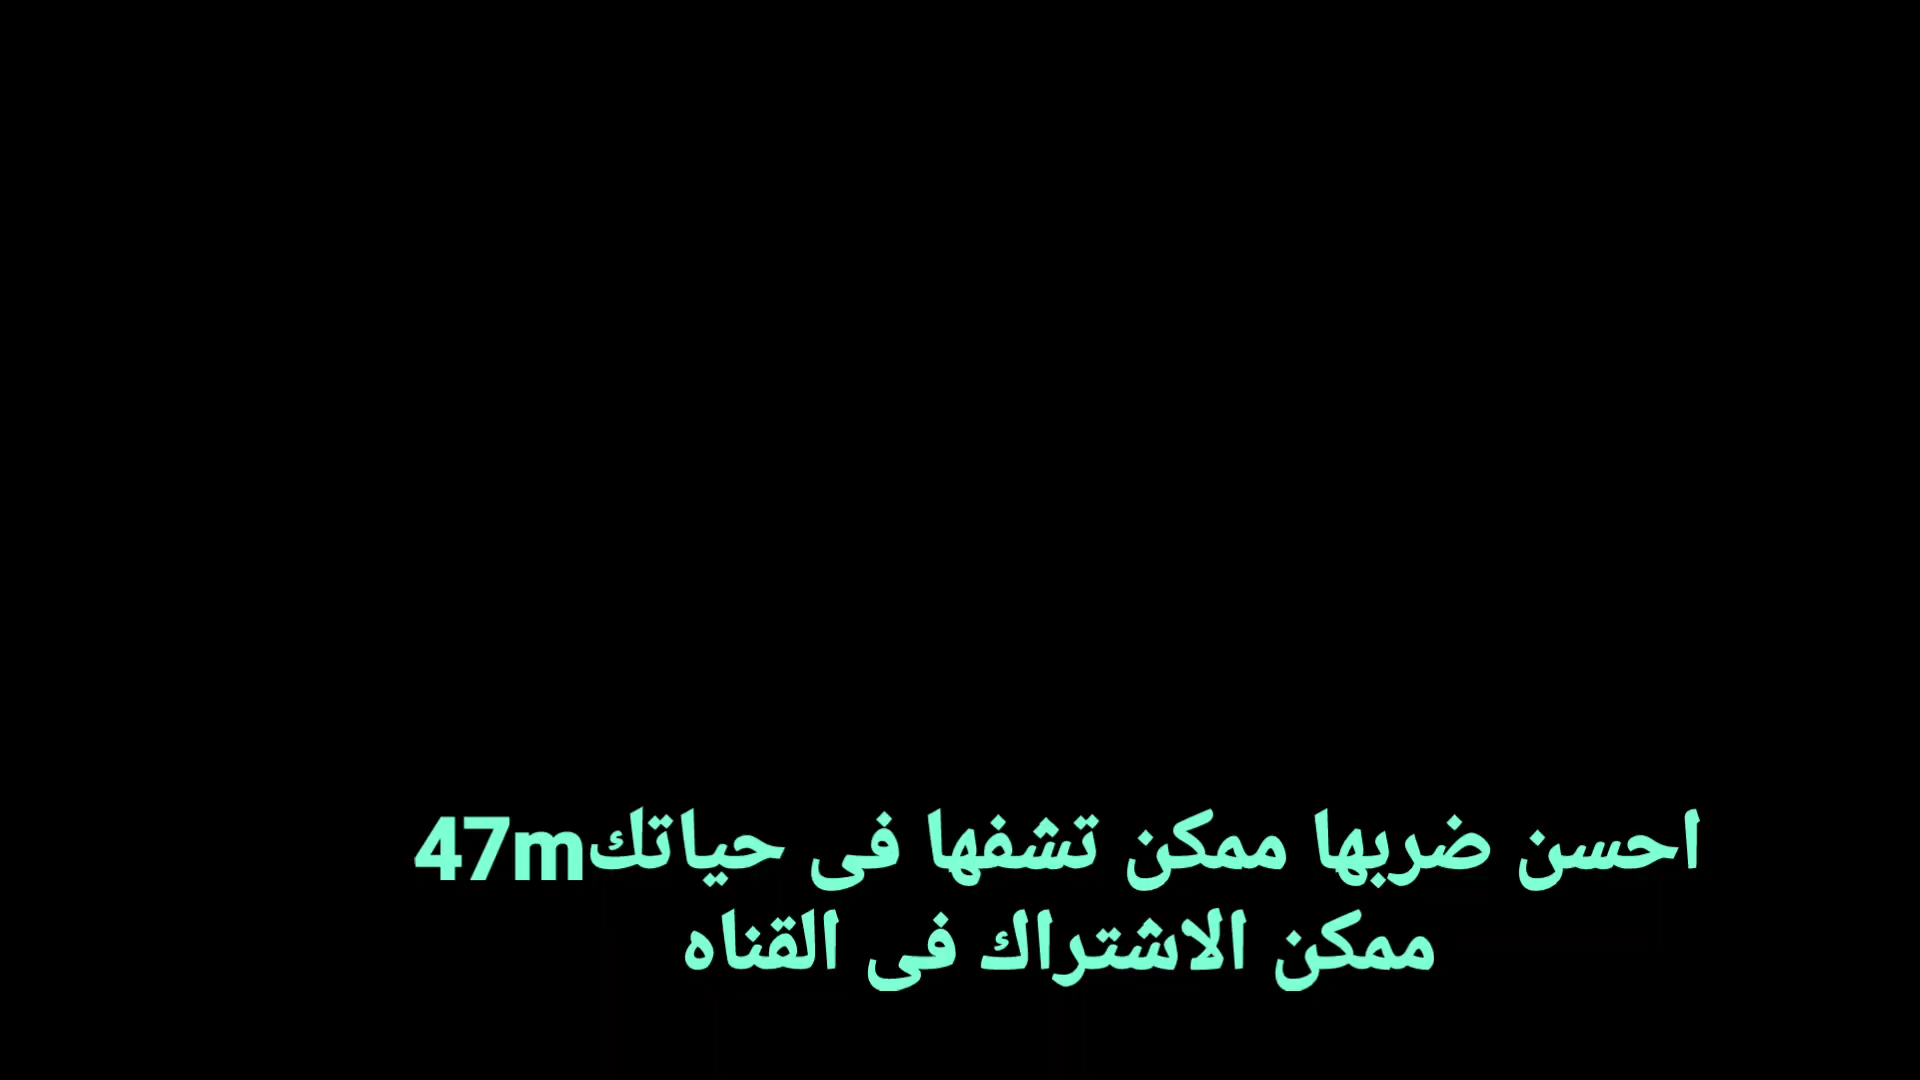 احسن ضربها ممكن تشفها فى حياتك47m
ممكن الاشتراك فى القناه